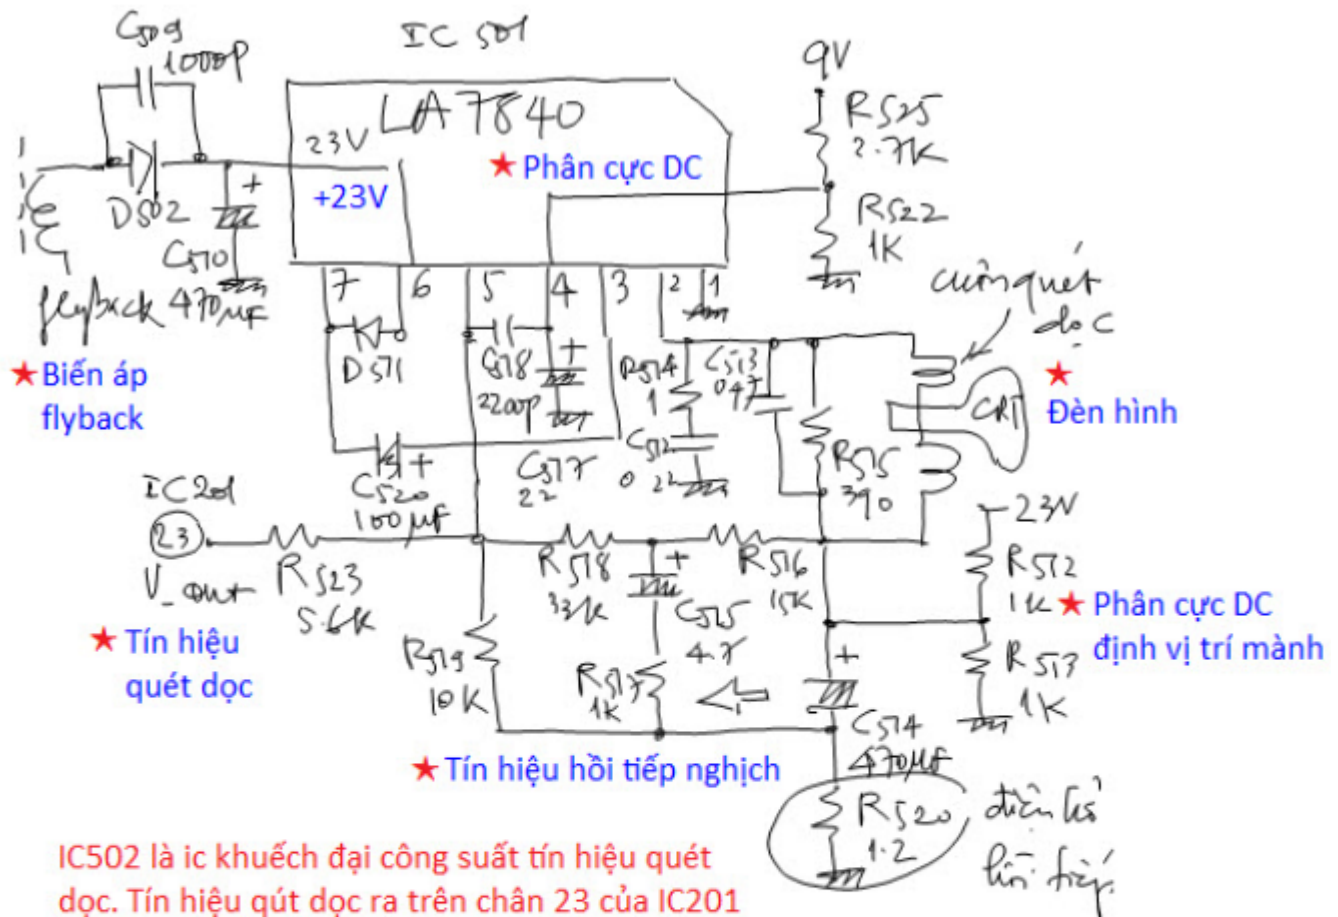 C509
1000P
IC 501
LA7840
23V
+23V
★ Phân cực DC
9V
R525
2.7K
R522
1K
D502
C510
470µF
flyback
★ Biến áp
flyback
7 6 5 4 3 2 1
D571
C518
2200P
C520
100µF
C517
22
R514
1
C513
047
C512
0 22
R515
390
cuộn quét
dọc
CRT
★
Đèn hình
IC201
23
V_out
★ Tín hiệu
quét dọc
R523
5.6K
R518
33K
R516
15K
C515
4.7
R519
10K
R517
1K
23V
R512
1K
★ Phân cực DC
định vị trí mành
R513
1K
C514
470µF
★ Tín hiệu hồi tiếp nghịch
R520
1.2
điện trở
hồi tiếp
IC502 là ic khuếch đại công suất tín hiệu quét
dọc. Tín hiệu qút dọc ra trên chân 23 của IC201